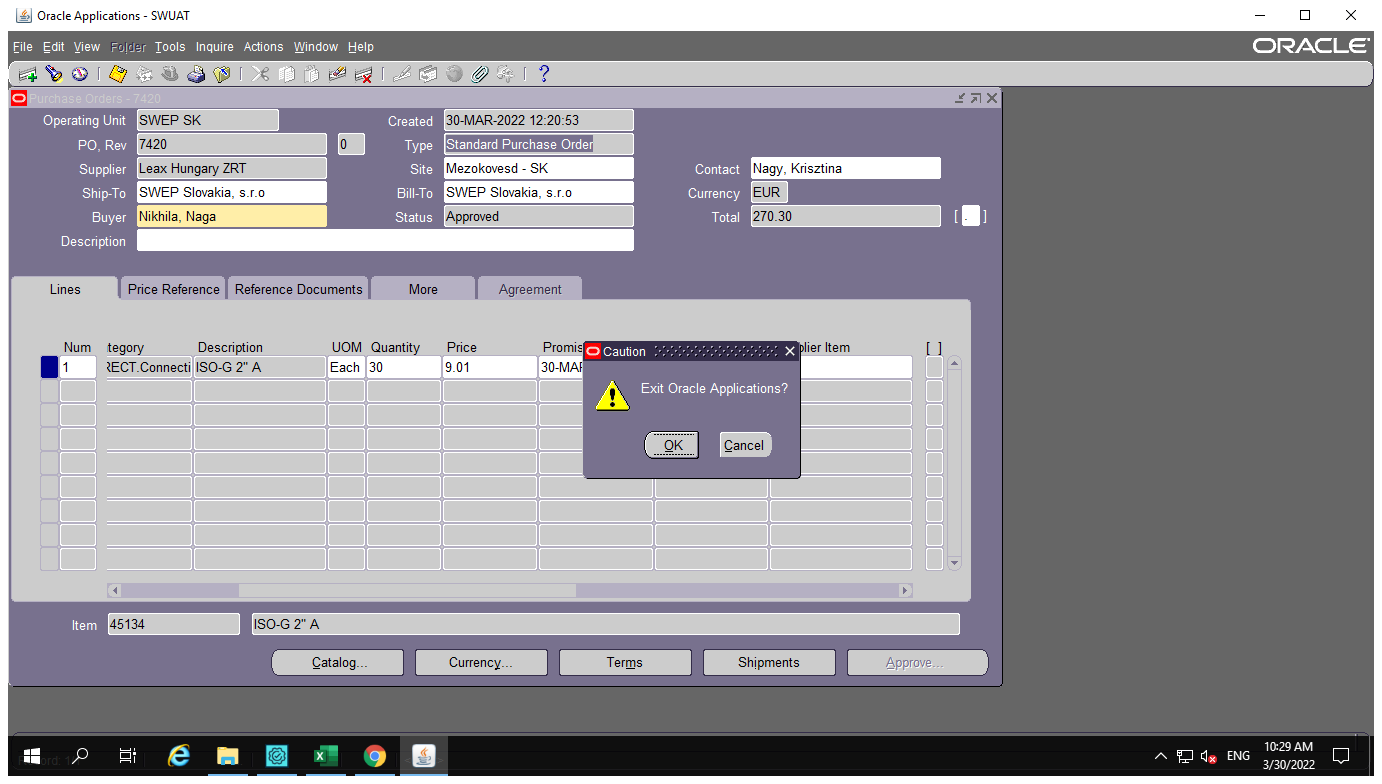 Oracle Applications - SWUAT
File Edit View Folder Tools Inquire Actions Window Help
ORACLE
Purchase Orders - 7420
Operating Unit SWEP SK Created 30-MAR-2022 12:20:53
PO, Rev 7420 0 Type Standard Purchase Order
Supplier Leax Hungary ZRT Site Mezokovesd - SK Contact Nagy, Krisztina
Ship-To SWEP Slovakia, s.r.o Bill-To SWEP Slovakia, s.r.o Currency EUR
Buyer Nikhila, Naga Status Approved Total 270.30 [ . ]
Description
Lines Price Reference Reference Documents More Agreement
Num tegory Description UOM Quantity Price Promis plier Item [ ]
1 RECT.Connecti ISO-G 2" A Each 30 9.01 30-MAR
Caution
Exit Oracle Applications?
OK Cancel
Item 45134 ISO-G 2" A
Catalog... Currency... Terms Shipments Approve...
ENG 10:29 AM
3/30/2022